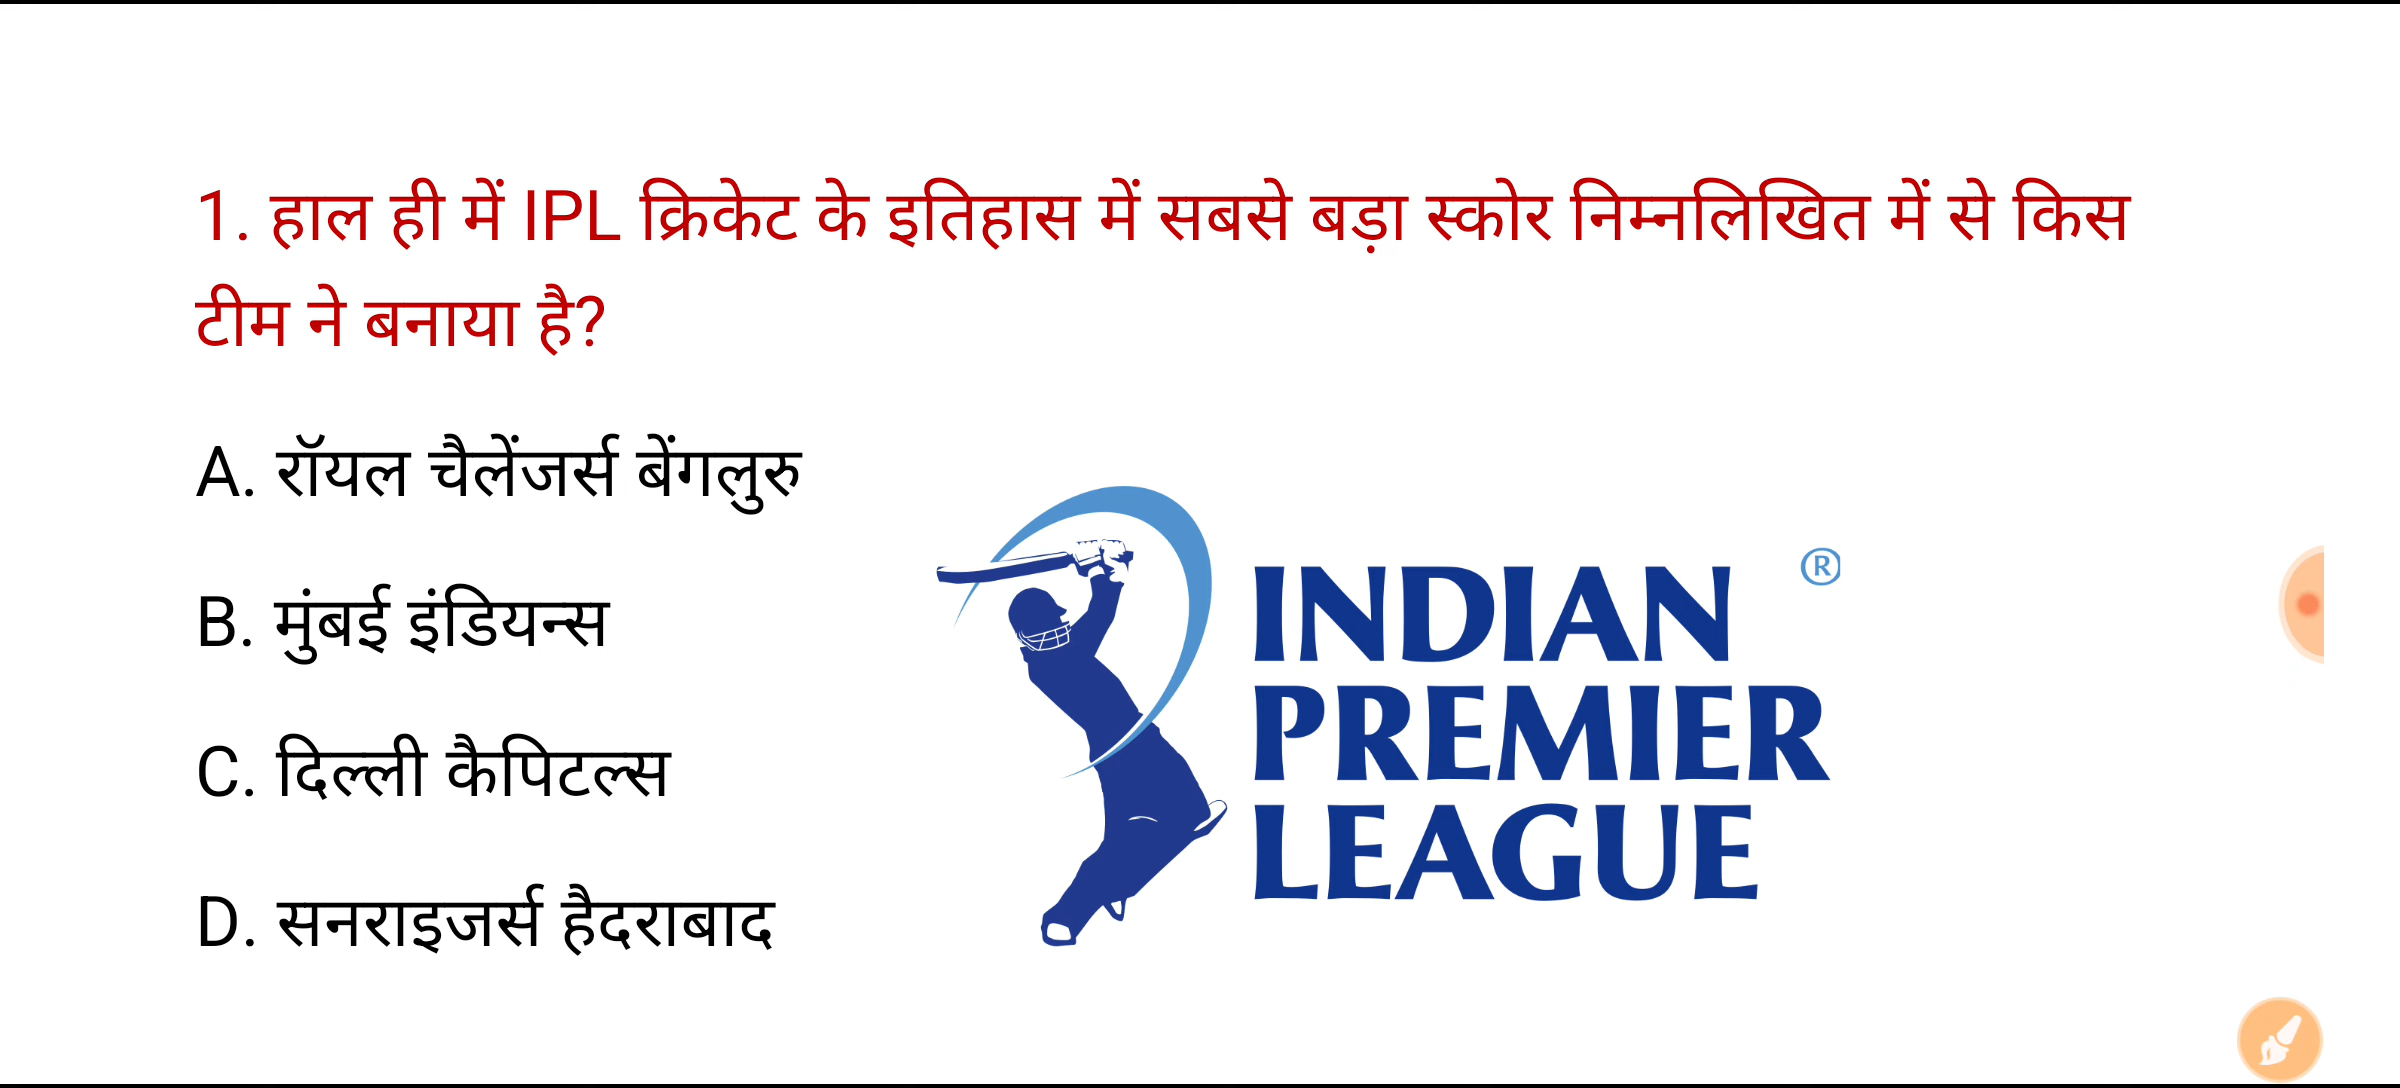 1. हाल ही में IPL क्रिकेट के इतिहास में सबसे बड़ा स्कोर निम्नलिखित में से किस
टीम ने बनाया है?
A. रॉयल चैलेंजर्स बेंगलुरु
B. मुंबई इंडियन्स
C. दिल्ली कैपिटल्स
D. सनराइजर्स हैदराबाद
INDIAN ®
PREMIER
LEAGUE